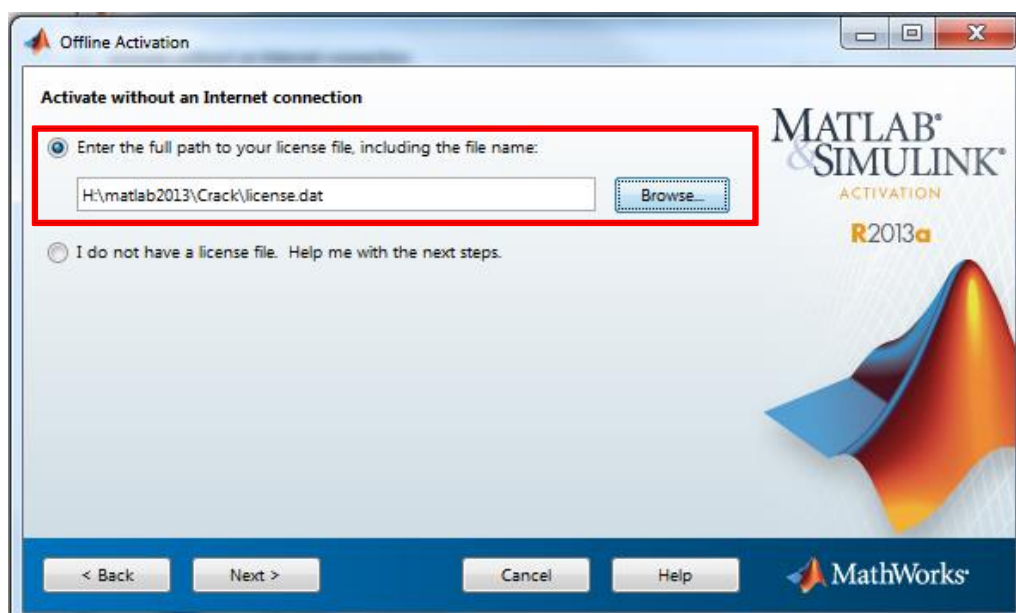 Offline Activation
Activate without an Internet connection
Enter the full path to your license file, including the file name:
H:\matlab2013\Crack\license.dat
Browse...
I do not have a license file.  Help me with the next steps.
MATLAB®
&SIMULINK®
ACTIVATION
R2013a
< Back
Next >
Cancel
Help
MathWorks®